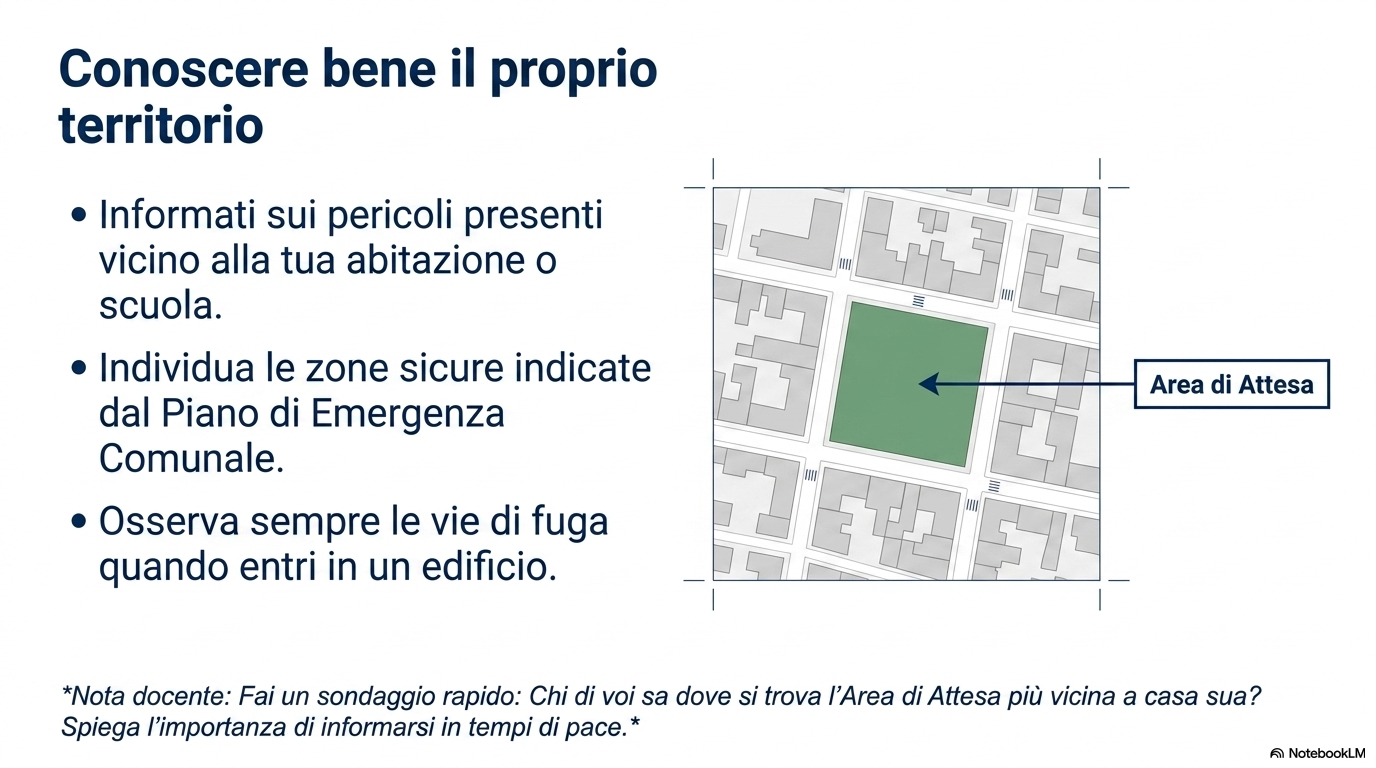 Conoscere bene il proprio
territorio
• Informati sui pericoli presenti
vicino alla tua abitazione o
scuola.
• Individua le zone sicure indicate
dal Piano di Emergenza
Comunale.
• Osserva sempre le vie di fuga
quando entri in un edificio.
Area di Attesa
*Nota docente: Fai un sondaggio rapido: Chi di voi sa dove si trova l’Area di Attesa più vicina a casa sua?
Spiega l’importanza di informarsi in tempi di pace.*
NotebookLM